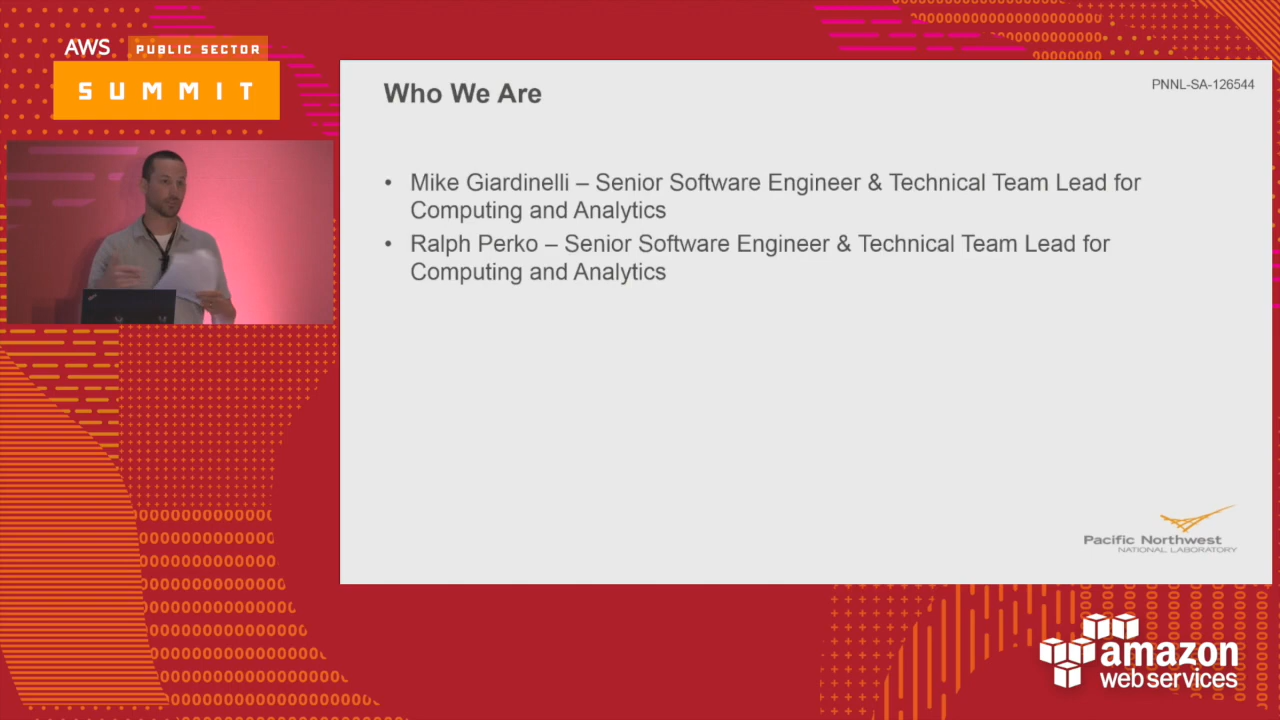 AWS PUBLIC SECTOR
SUMMIT
Who We Are
PNNL-SA-126544
• Mike Giardinelli – Senior Software Engineer & Technical Team Lead for
Computing and Analytics
• Ralph Perko – Senior Software Engineer & Technical Team Lead for
Computing and Analytics
Pacific Northwest
NATIONAL LABORATORY
amazon
web services